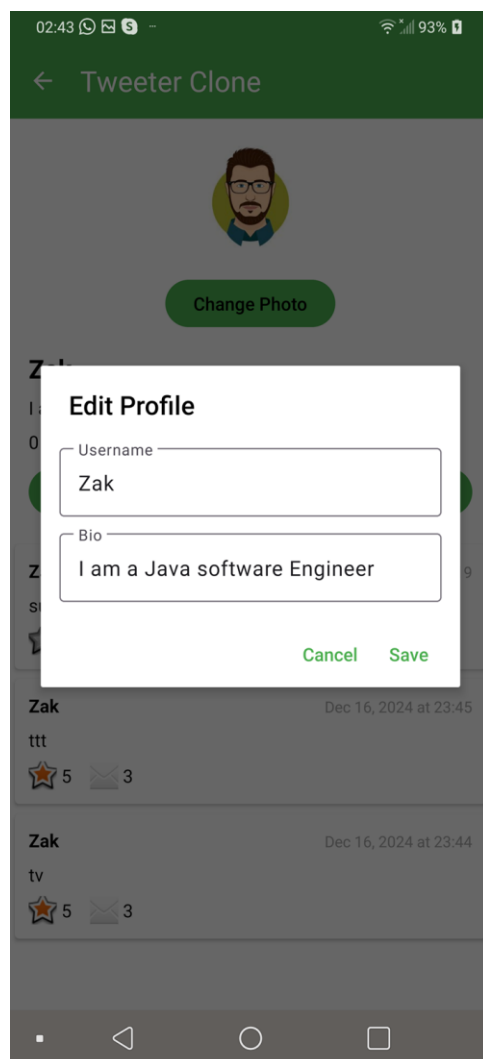 02:43
93%
Tweeter Clone
Change Photo
Edit Profile
Username
Zak
Bio
I am a Java software Engineer
Cancel Save
Zak Dec 16, 2024 at 23:45
ttt
5 3
Zak Dec 16, 2024 at 23:44
tv
5 3